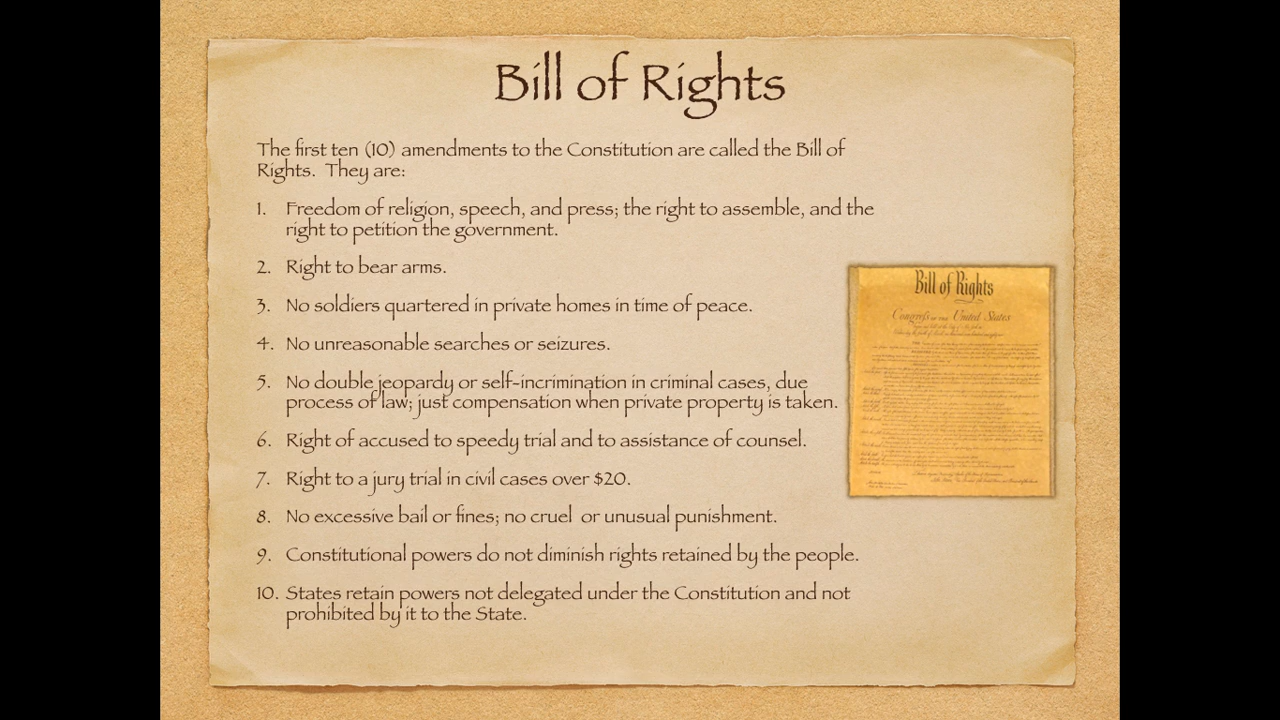 Bill of Rights
The first ten (10) amendments to the Constitution are called the Bill of
Rights. They are:
1. Freedom of religion, speech, and press; the right to assemble, and the
right to petition the government.
2. Right to bear arms.
3. No soldiers quartered in private homes in time of peace.
4. No unreasonable searches or seizures.
5. No double jeopardy or self-incrimination in criminal cases, due
process of law; just compensation when private property is taken.
6. Right of accused to speedy trial and to assistance of counsel.
7. Right to a jury trial in civil cases over $20.
8. No excessive bail or fines; no cruel or unusual punishment.
9. Constitutional powers do not diminish rights retained by the people.
10. States retain powers not delegated under the Constitution and not
prohibited by it to the State.
Bill of Rights
Congress OF THE United States